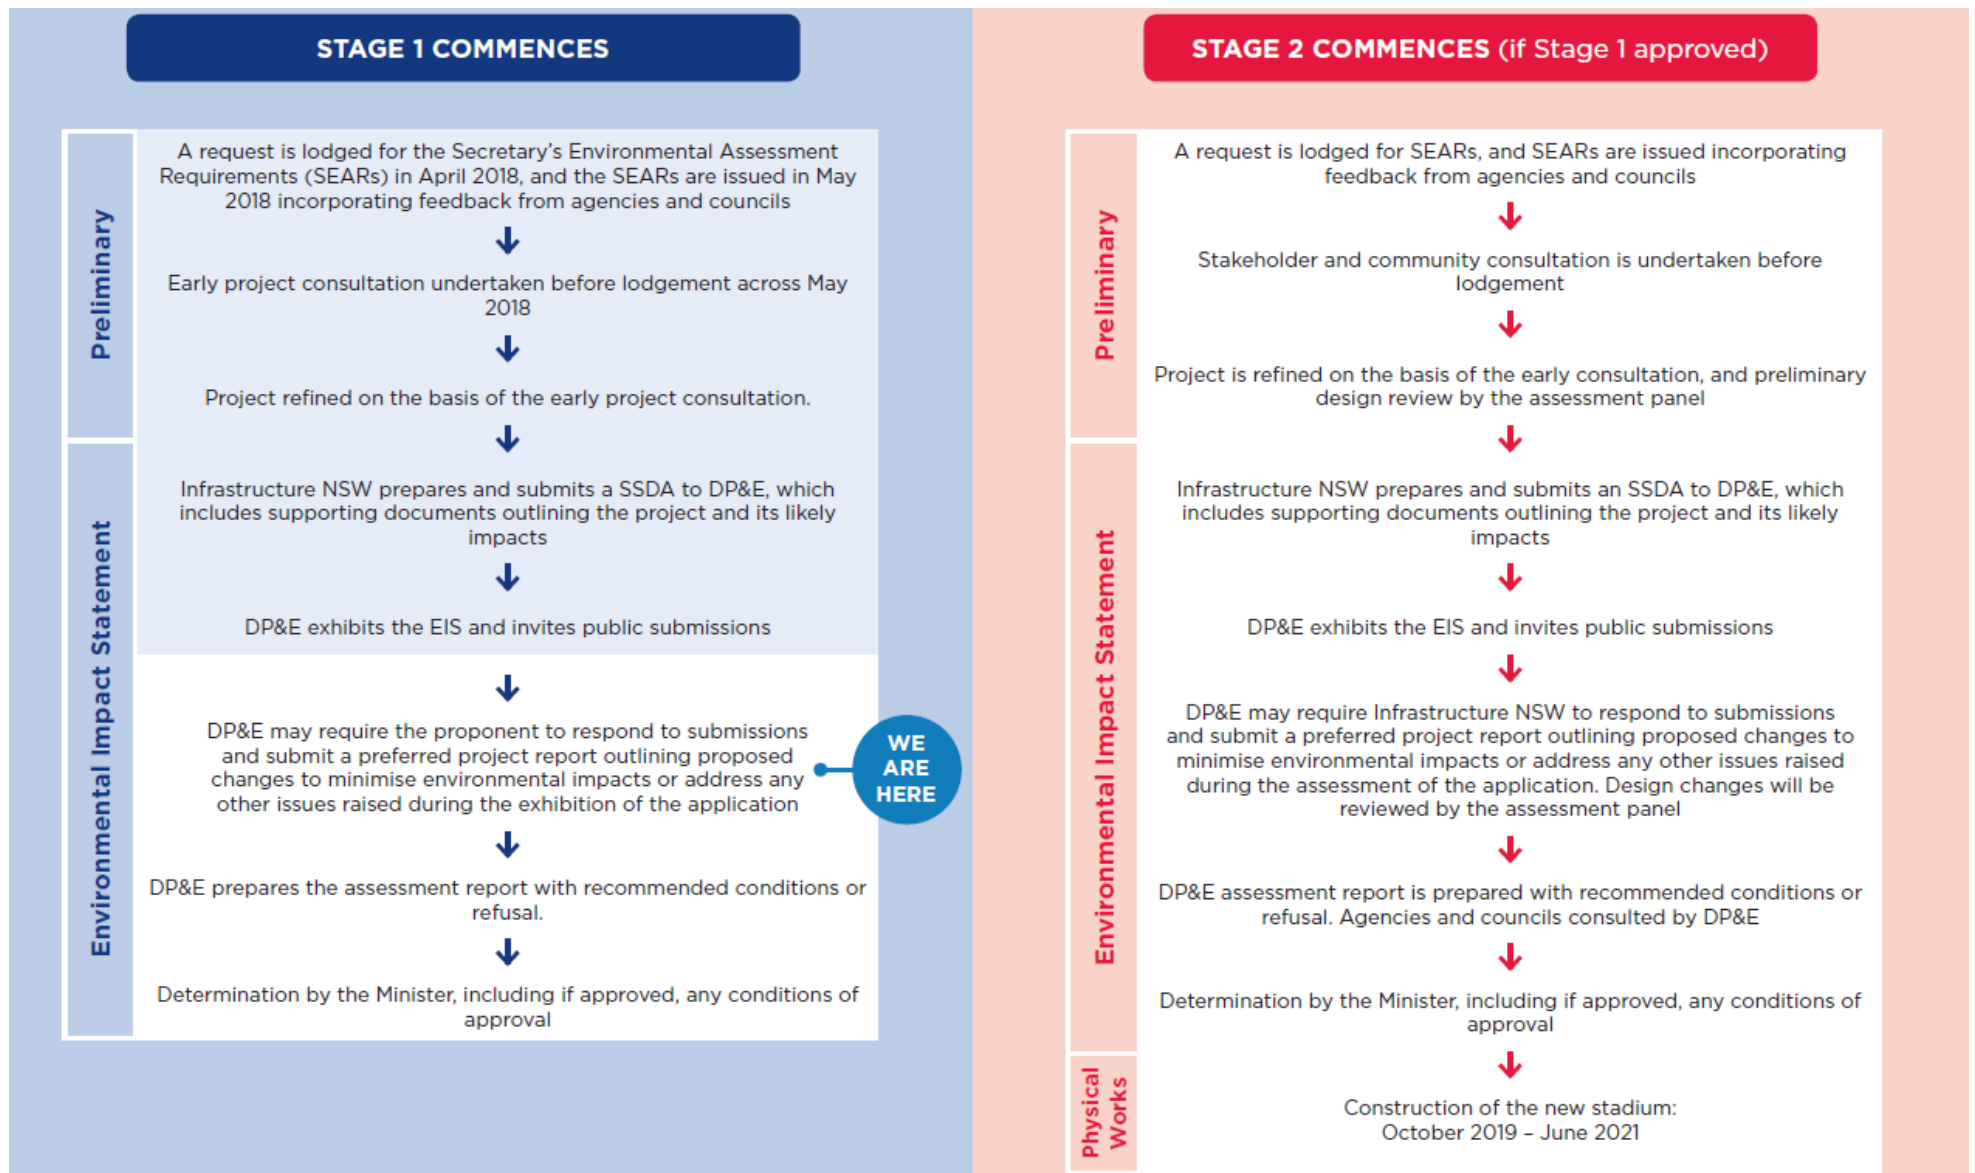 STAGE 1 COMMENCES
Preliminary
A request is lodged for the Secretary's Environmental Assessment
Requirements (SEARs) in April 2018, and the SEARs are issued in May
2018 incorporating feedback from agencies and councils
Early project consultation undertaken before lodgement across May
2018
Project refined on the basis of the early project consultation.
Environmental Impact Statement
Infrastructure NSW prepares and submits a SSDA to DP&E, which
includes supporting documents outlining the project and its likely
impacts
DP&E exhibits the EIS and invites public submissions
DP&E may require the proponent to respond to submissions
and submit a preferred project report outlining proposed
changes to minimise environmental impacts or address any
other issues raised during the exhibition of the application
WE
ARE
HERE
DP&E prepares the assessment report with recommended conditions or
refusal.
Determination by the Minister, including if approved, any conditions of
approval
STAGE 2 COMMENCES (if Stage 1 approved)
Preliminary
A request is lodged for SEARs, and SEARs are issued incorporating
feedback from agencies and councils
Stakeholder and community consultation is undertaken before
lodgement
Project is refined on the basis of the early consultation, and preliminary
design review by the assessment panel
Environmental Impact Statement
Infrastructure NSW prepares and submits an SSDA to DP&E, which
includes supporting documents outlining the project and its likely
impacts
DP&E exhibits the EIS and invites public submissions
DP&E may require Infrastructure NSW to respond to submissions
and submit a preferred project report outlining proposed changes to
minimise environmental impacts or address any other issues raised
during the assessment of the application. Design changes will be
reviewed by the assessment panel
DP&E assessment report is prepared with recommended conditions or
refusal. Agencies and councils consulted by DP&E
Determination by the Minister, including if approved, any conditions of
approval
Physical
Works
Construction of the new stadium:
October 2019 – June 2021